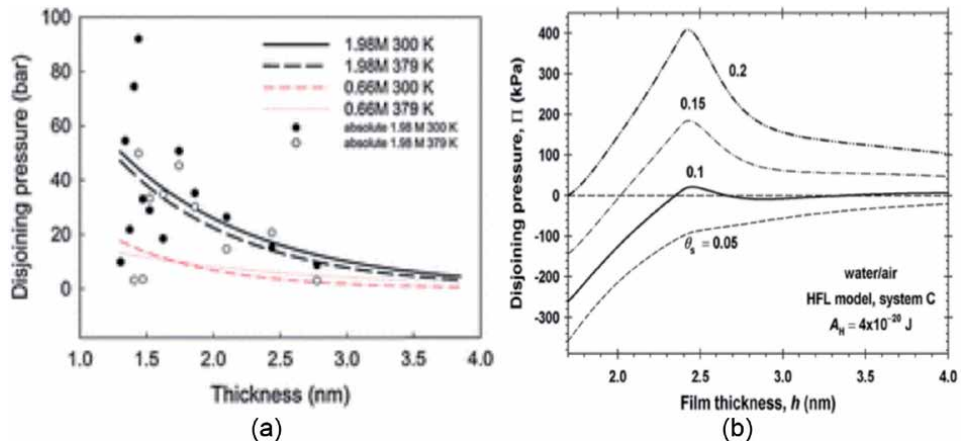 100
80
60
40
20
0
Disjoining pressure (bar)
1.98M 300 K
1.98M 379 K
0.66M 300 K
0.66M 379 K
absolute 1.98 M 300 K
absolute 1.98 M 379 K
1.0 1.5 2.0 2.5 3.0 3.5 4.0
Thickness (nm)
(a)
400
300
200
100
0
-100
-200
-300
Disjoining pressure, Π (kPa)
0.2
0.15
0.1
θs = 0.05
water/air
HFL model, system C
AH = 4x10⁻²⁰ J
2.0 2.5 3.0 3.5 4.0
Film thickness, h (nm)
(b)